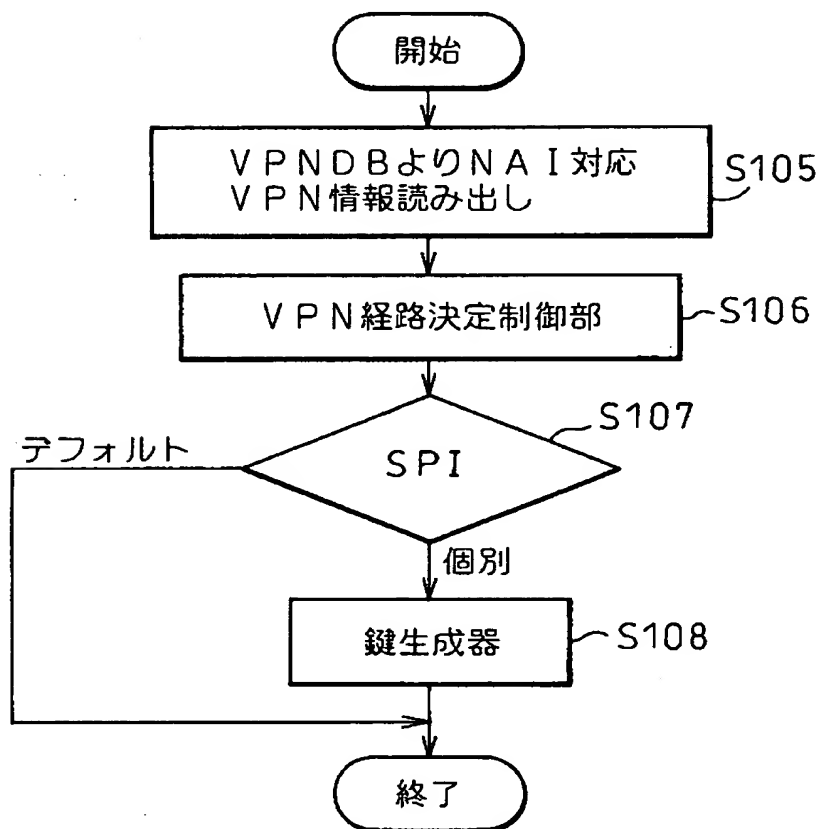 開始
VPNDBよりNAI対応
VPN情報読み出し
S105
VPN経路決定制御部
S106
S107
デフォルト
SPI
個別
鍵生成器
S108
終了